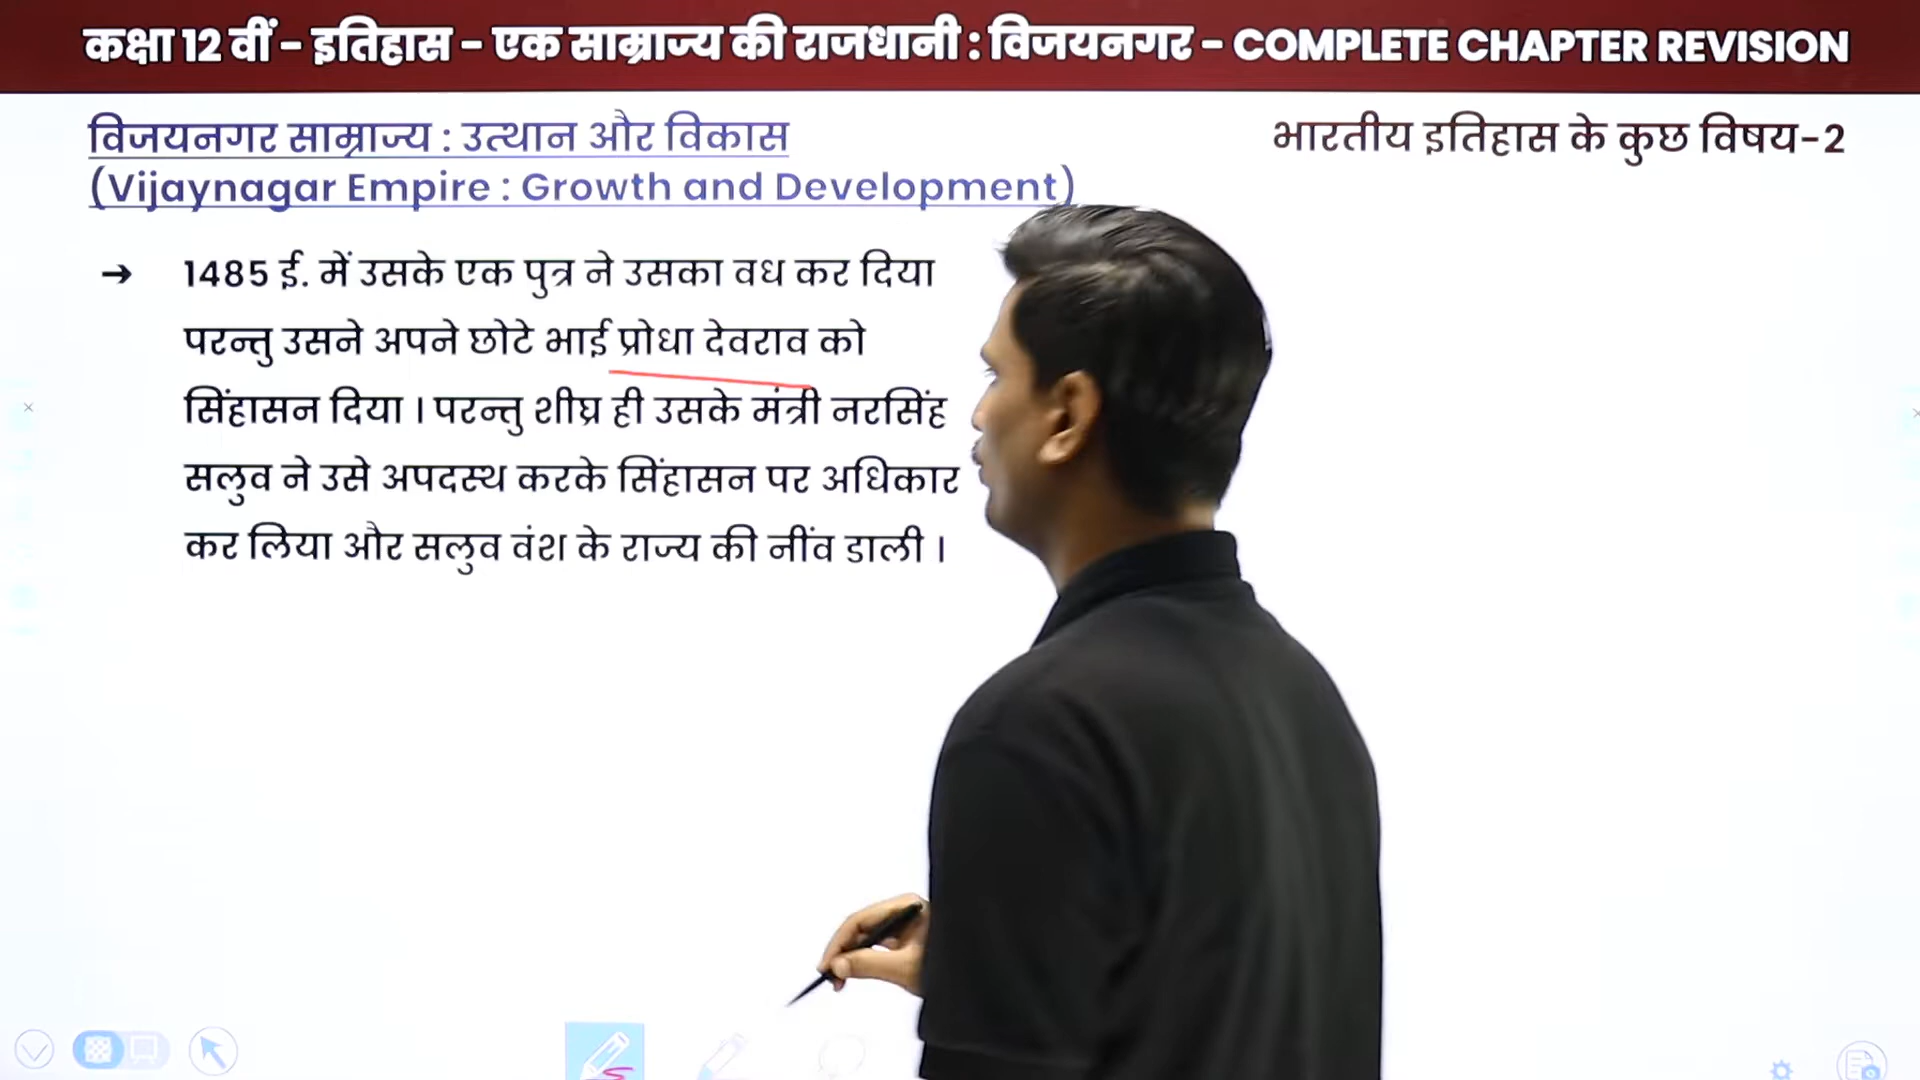 कक्षा 12 वीं - इतिहास - एक साम्राज्य की राजधानी : विजयनगर - COMPLETE CHAPTER REVISION
विजयनगर साम्राज्य : उत्थान और विकास
(Vijaynagar Empire : Growth and Development)
भारतीय इतिहास के कुछ विषय-2
→ 1485 ई. में उसके एक पुत्र ने उसका वध कर दिया
परन्तु उसने अपने छोटे भाई प्रोधा देवराव को
सिंहासन दिया । परन्तु शीघ्र ही उसके मंत्री नरसिंह
सलुव ने उसे अपदस्थ करके सिंहासन पर अधिकार
कर लिया और सलुव वंश के राज्य की नींव डाली ।